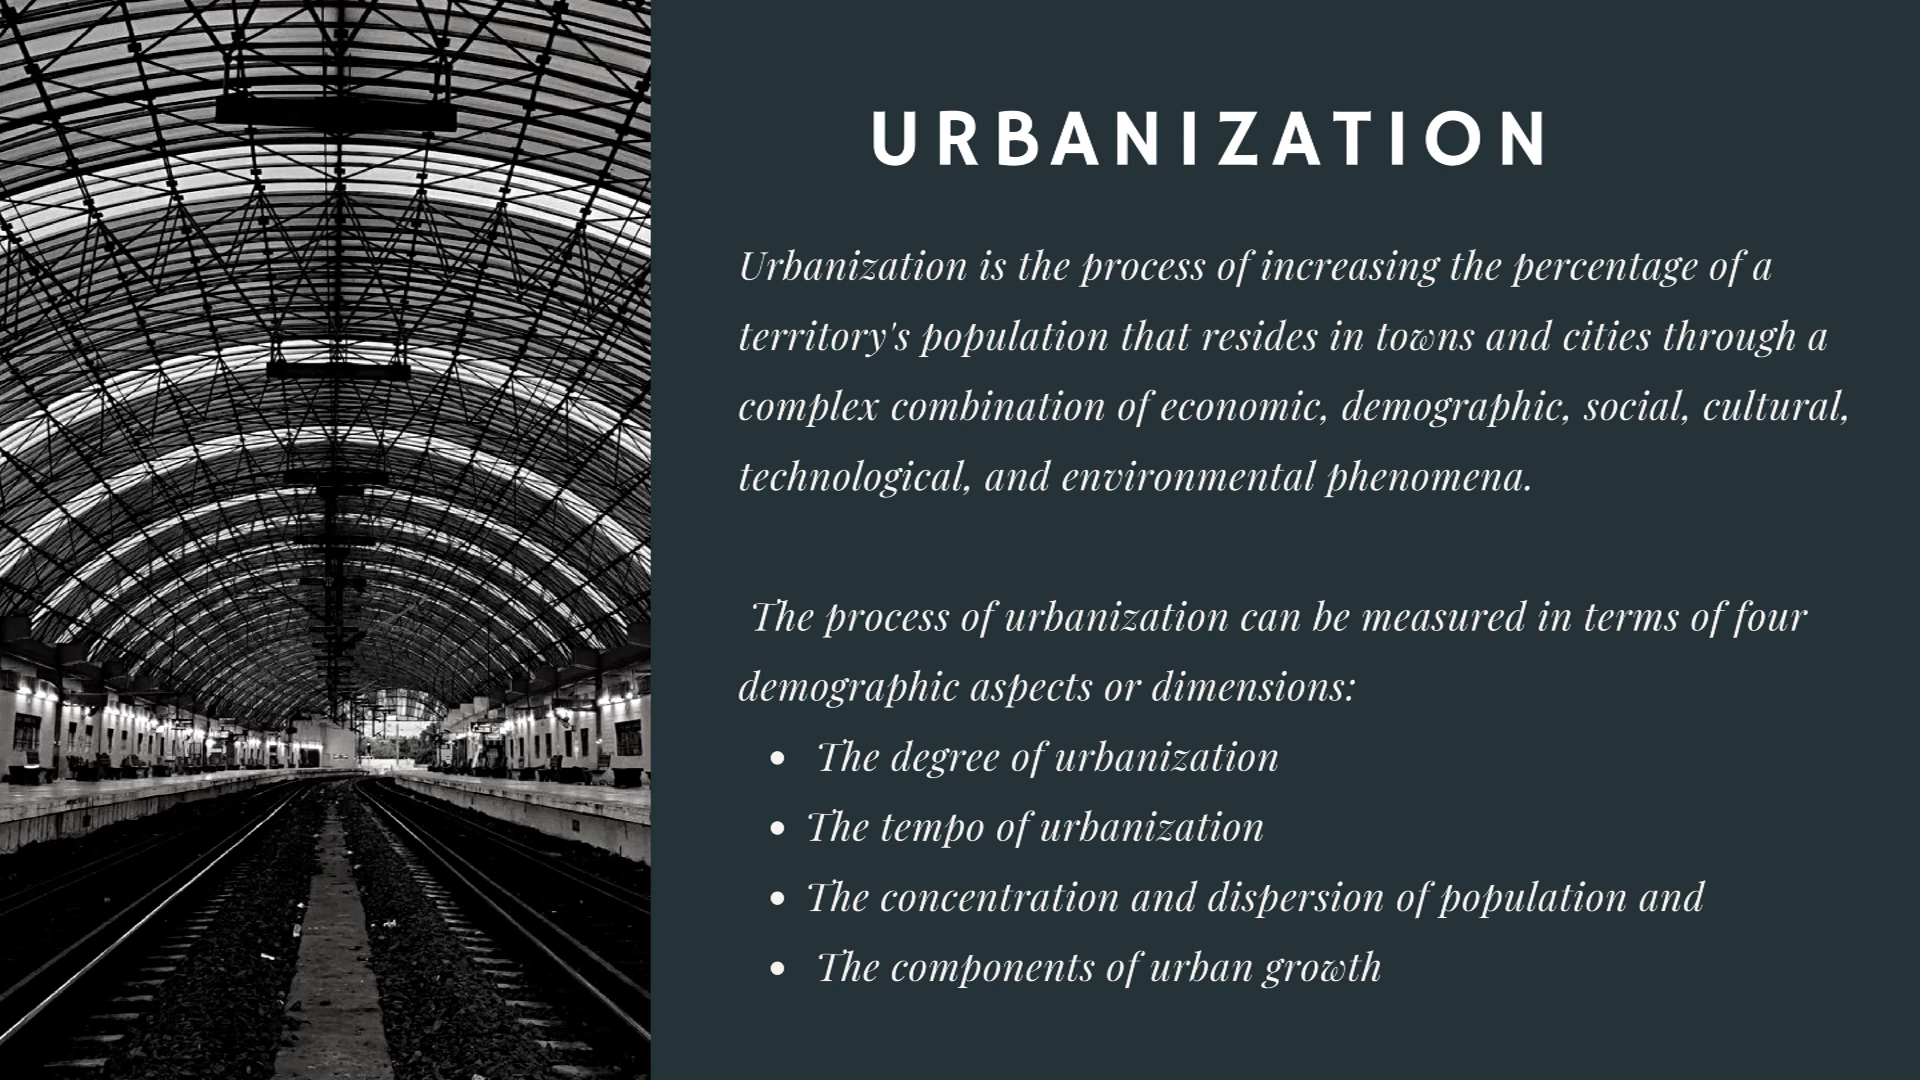 URBANIZATION
Urbanization is the process of increasing the percentage of a
territory's population that resides in towns and cities through a
complex combination of economic, demographic, social, cultural,
technological, and environmental phenomena.
The process of urbanization can be measured in terms of four
demographic aspects or dimensions:
• The degree of urbanization
• The tempo of urbanization
• The concentration and dispersion of population and
• The components of urban growth